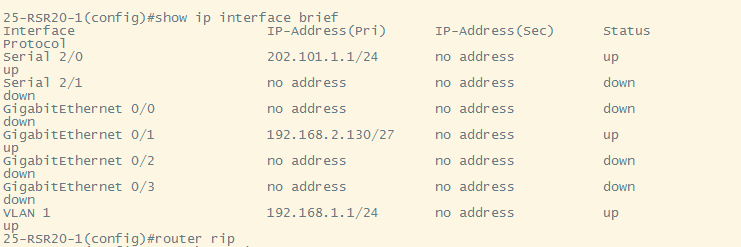 25-RSR20-1(config)#show ip interface brief
Interface IP-Address(Pri) IP-Address(Sec) Status
Protocol
Serial 2/0 202.101.1.1/24 no address up
up
Serial 2/1 no address no address down
down
GigabitEthernet 0/0 no address no address down
down
GigabitEthernet 0/1 192.168.2.130/27 no address up
up
GigabitEthernet 0/2 no address no address down
down
GigabitEthernet 0/3 no address no address down
down
VLAN 1 192.168.1.1/24 no address up
up
25-RSR20-1(config)#router rip